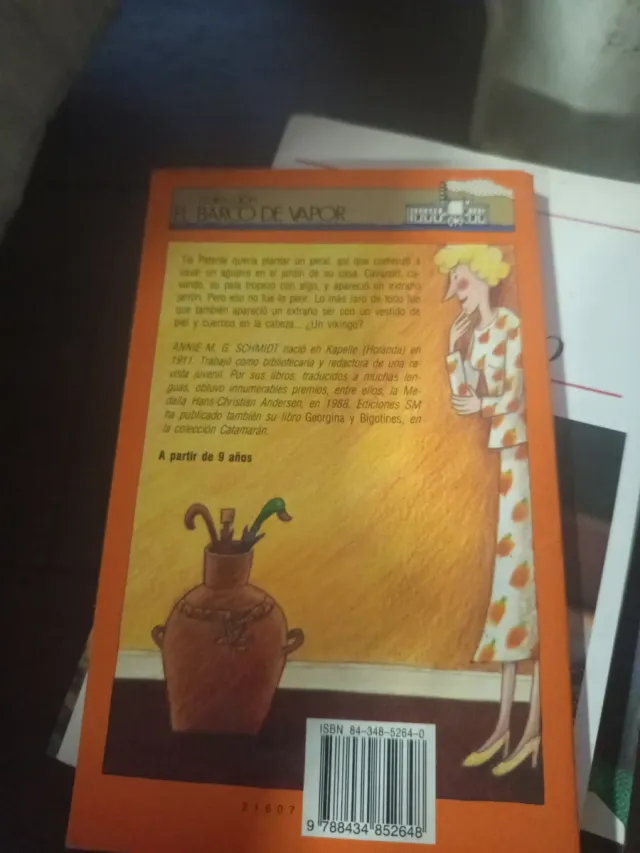 COLECCIÓN
EL BARCO DE VAPOR
Tía Patente quería plantar un peral, así que comenzó a
cavar un agujero en el jardín de su casa. Cavando, ca-
vando, su pala tropezó con algo, y apareció un extraño
jarrón. Pero eso no fue lo peor. Lo más raro de todo fue
que también apareció un extraño ser con un vestido de
piel y cuernos en la cabeza... ¿Un vikingo?
ANNIE M. G. SCHMIDT nació en Kapelle (Holanda) en
1911. Trabajó como bibliotecaria y redactora de una re-
vista juvenil. Por sus libros, traducidos a muchas len-
guas, obtuvo innumerables premios, entre ellos, la Me-
dalla Hans-Christian Andersen, en 1988. Ediciones SM
ha publicado también su libro Georgina y Bigotines, en
la colección Catamarán.
A partir de 9 años
ISBN 84-348-5264-0
31607
9 788434 852648